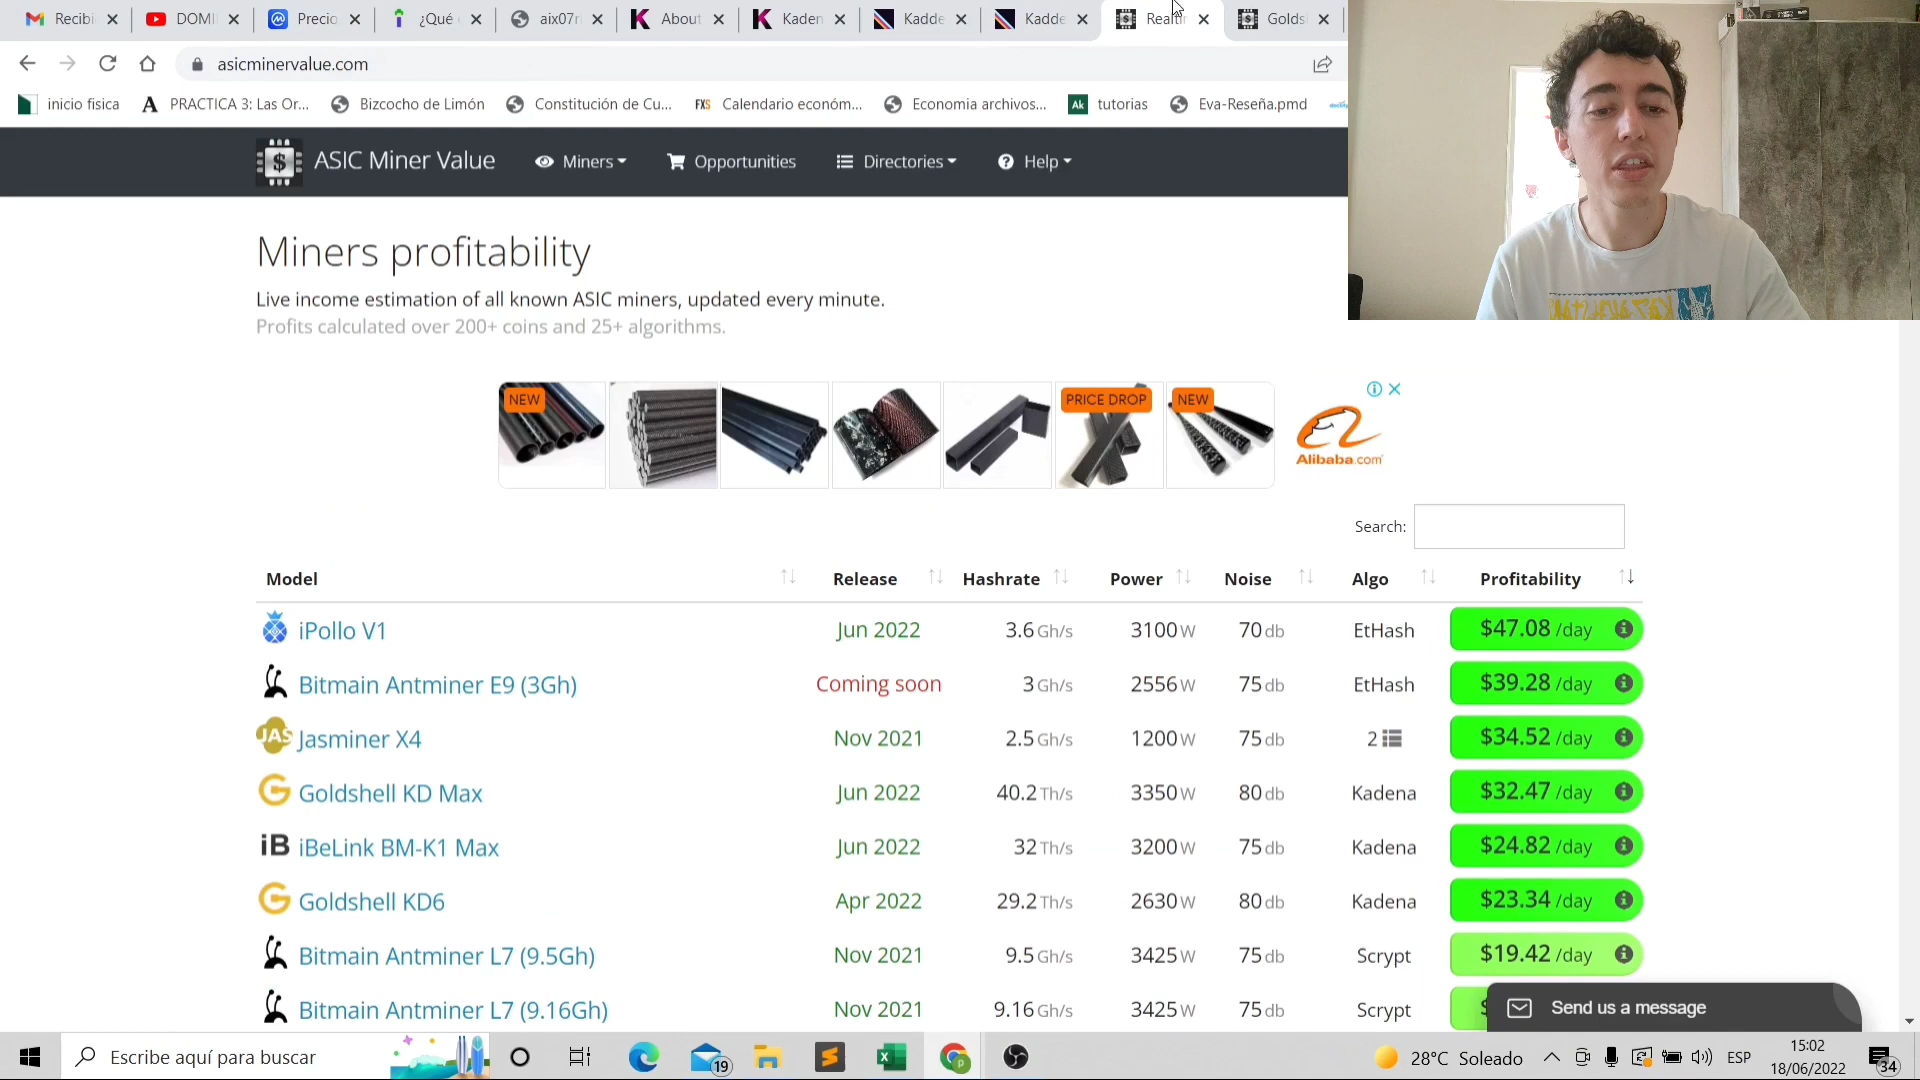 Recibi
DOMI
Precio
¿Qué
aix07r
About
Kaden
Kadde
Kadde
Realti
Golds
asicminervalue.com
inicio fisica
PRACTICA 3: Las Or...
Bizcocho de Limón
Constitución de Cu...
FXS Calendario económ...
Economia archivos...
Ak tutorias
Eva-Reseña.pmd
ASIC Miner Value
Miners
Opportunities
Directories
Help
Miners profitability
Live income estimation of all known ASIC miners, updated every minute.
Profits calculated over 200+ coins and 25+ algorithms.
NEW
PRICE DROP
NEW
Alibaba.com
Search:
Model Release Hashrate Power Noise Algo Profitability
iPollo V1 Jun 2022 3.6 Gh/s 3100 W 70 db EtHash $47.08 /day
Bitmain Antminer E9 (3Gh) Coming soon 3 Gh/s 2556 W 75 db EtHash $39.28 /day
JAS Jasminer X4 Nov 2021 2.5 Gh/s 1200 W 75 db 2 $34.52 /day
Goldshell KD Max Jun 2022 40.2 Th/s 3350 W 80 db Kadena $32.47 /day
iB iBeLink BM-K1 Max Jun 2022 32 Th/s 3200 W 75 db Kadena $24.82 /day
Goldshell KD6 Apr 2022 29.2 Th/s 2630 W 80 db Kadena $23.34 /day
Bitmain Antminer L7 (9.5Gh) Nov 2021 9.5 Gh/s 3425 W 75 db Scrypt $19.42 /day
Bitmain Antminer L7 (9.16Gh) Nov 2021 9.16 Gh/s 3425 W 75 db Scrypt $
Send us a message
Escribe aquí para buscar
19
28°C Soleado
ESP
15:02
18/06/2022
34